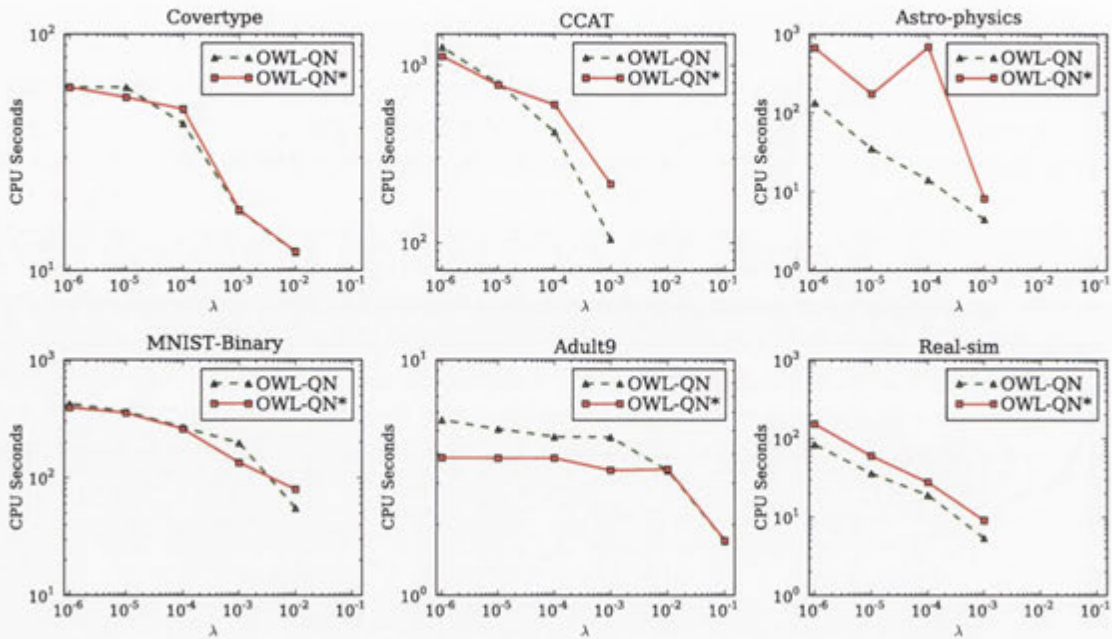 Covertype
10^2
OWL-QN
OWL-QN*
CPU Seconds
10^1
10^-6 10^-5 10^-4 10^-3 10^-2 10^-1
λ
CCAT
10^3
OWL-QN
OWL-QN*
CPU Seconds
10^2
10^-6 10^-5 10^-4 10^-3 10^-2 10^-1
λ
Astro-physics
10^3
OWL-QN
OWL-QN*
10^2
CPU Seconds
10^1
10^0
10^-6 10^-5 10^-4 10^-3 10^-2 10^-1
λ
MNIST-Binary
10^3
OWL-QN
OWL-QN*
CPU Seconds
10^2
10^1
10^-6 10^-5 10^-4 10^-3 10^-2 10^-1
λ
Adult9
10^1
OWL-QN
OWL-QN*
CPU Seconds
10^0
10^-6 10^-5 10^-4 10^-3 10^-2 10^-1
λ
Real-sim
10^3
OWL-QN
OWL-QN*
10^2
CPU Seconds
10^1
10^0
10^-6 10^-5 10^-4 10^-3 10^-2 10^-1
λ